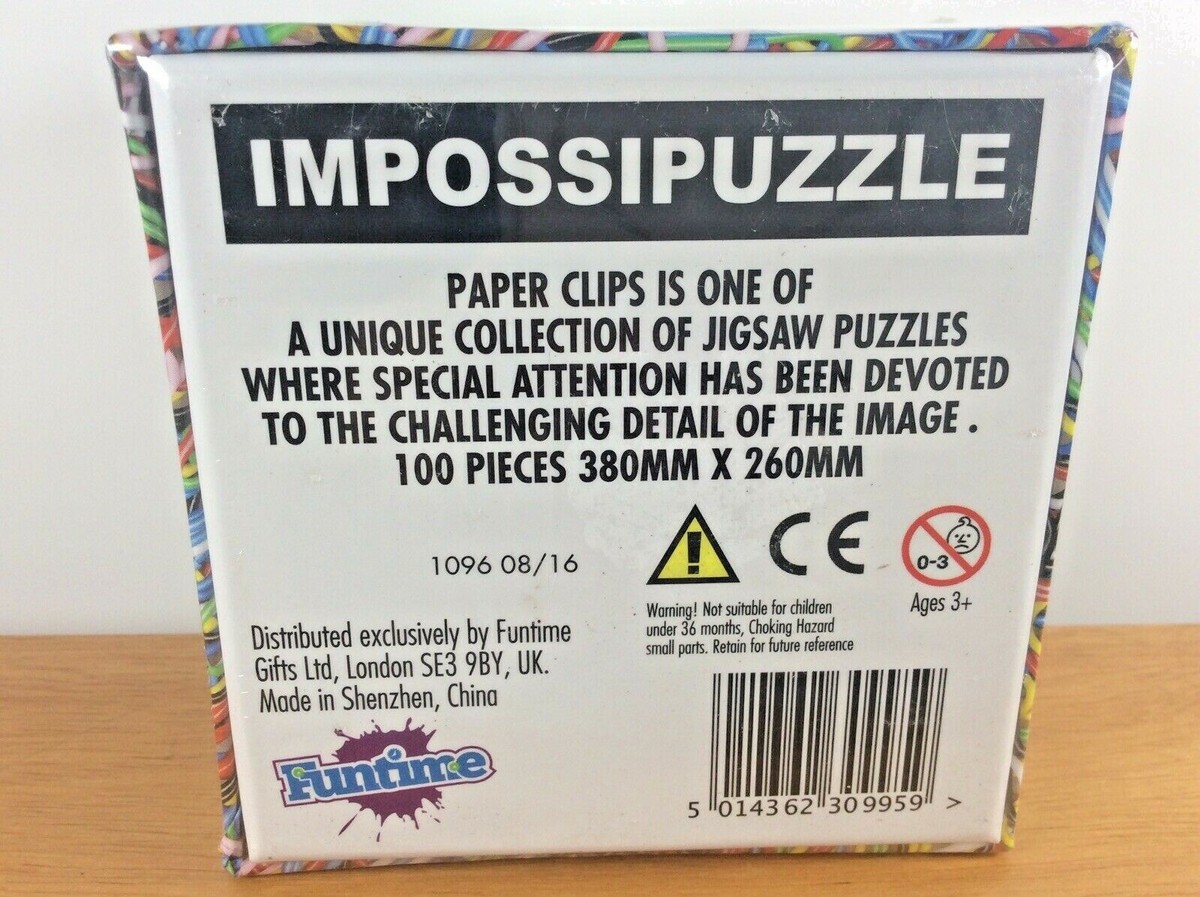 IMPOSSIPUZZLE
PAPER CLIPS IS ONE OF
A UNIQUE COLLECTION OF JIGSAW PUZZLES
WHERE SPECIAL ATTENTION HAS BEEN DEVOTED
TO THE CHALLENGING DETAIL OF THE IMAGE .
100 PIECES 380MM X 260MM
1096 08/16
CE
0-3
Ages 3+
Warning! Not suitable for children
under 36 months, Choking Hazard
small parts. Retain for future reference
Distributed exclusively by Funtime
Gifts Ltd, London SE3 9BY, UK.
Made in Shenzhen, China
Funtime
5 014362 309959 >